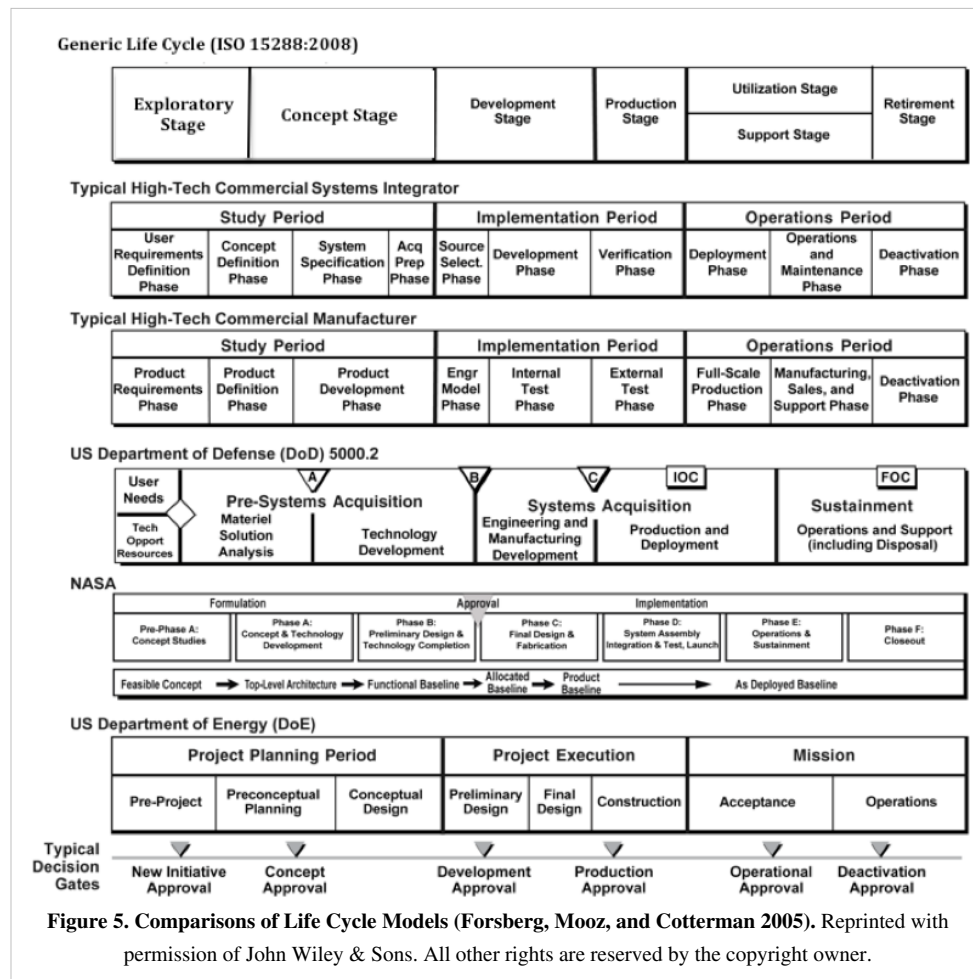 Generic Life Cycle (ISO 15288:2008)
Exploratory
Stage
Concept Stage
Development
Stage
Production
Stage
Utilization Stage
Support Stage
Retirement
Stage
Typical High-Tech Commercial Systems Integrator
Study Period
Implementation Period
Operations Period
User
Requirements
Definition
Phase
Concept
Definition
Phase
System
Specification
Phase
Acq
Prep
Phase
Source
Select.
Phase
Development
Phase
Verification
Phase
Deployment
Phase
Operations
and
Maintenance
Phase
Deactivation
Phase
Typical High-Tech Commercial Manufacturer
Study Period
Implementation Period
Operations Period
Product
Requirements
Phase
Product
Definition
Phase
Product
Development
Phase
Engr
Model
Phase
Internal
Test
Phase
External
Test
Phase
Full-Scale
Production
Phase
Manufacturing,
Sales, and
Support Phase
Deactivation
Phase
US Department of Defense (DoD) 5000.2
User
Needs
Tech
Opport
Resources
A
B
C
IOC
FOC
Pre-Systems Acquisition
Materiel
Solution
Analysis
Technology
Development
Systems Acquisition
Engineering and
Manufacturing
Development
Production and
Deployment
Sustainment
Operations and Support
(including Disposal)
NASA
Formulation
Approval
Implementation
Pre-Phase A:
Concept Studies
Phase A:
Concept & Technology
Development
Phase B:
Preliminary Design &
Technology Completion
Phase C:
Final Design &
Fabrication
Phase D:
System Assembly
Integration & Test, Launch
Phase E:
Operations &
Sustainment
Phase F:
Closeout
Feasible Concept
Top-Level Architecture
Functional Baseline
Allocated
Baseline
Product
Baseline
As Deployed Baseline
US Department of Energy (DoE)
Project Planning Period
Project Execution
Mission
Pre-Project
Preconceptual
Planning
Conceptual
Design
Preliminary
Design
Final
Design
Construction
Acceptance
Operations
Typical
Decision
Gates
New Initiative
Approval
Concept
Approval
Development
Approval
Production
Approval
Operational
Approval
Deactivation
Approval
Figure 5. Comparisons of Life Cycle Models (Forsberg, Mooz, and Cotterman 2005). Reprinted with
permission of John Wiley & Sons. All other rights are reserved by the copyright owner.